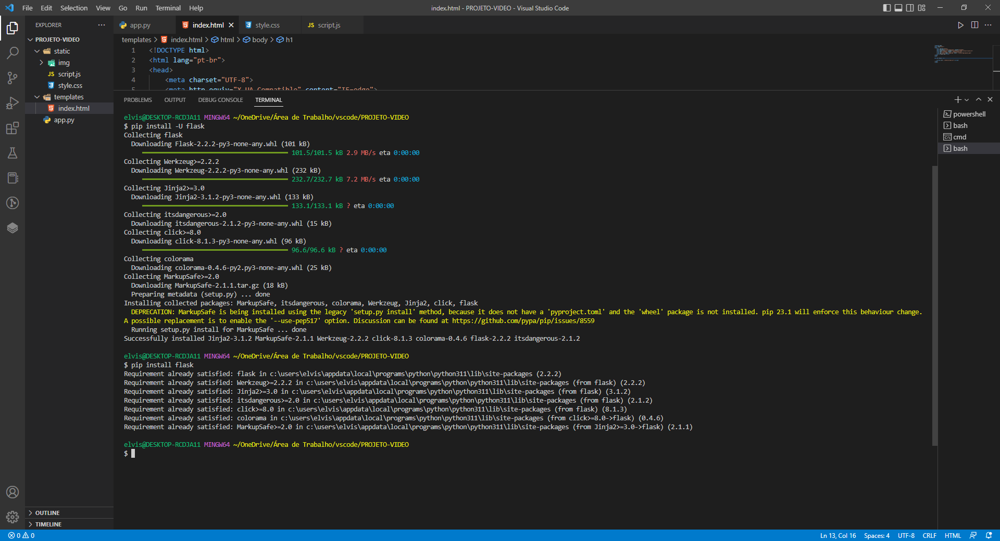 File Edit Selection View Go Run Terminal Help
index.html - PROJETO-VIDEO - Visual Studio Code
EXPLORER
PROJETO-VIDEO
static
img
JS script.js
style.css
templates
index.html
app.py
OUTLINE
TIMELINE
app.py
index.html
style.css
JS script.js
templates > index.html > html > body > h1
1 <!DOCTYPE html>
2 <html lang="pt-br">
3 <head>
4 <meta charset="UTF-8">
5 <meta http-equiv="X-UA-Compatible" content="IE=edge">
PROBLEMS OUTPUT DEBUG CONSOLE TERMINAL
elvis@DESKTOP-RCDJA11 MINGW64 ~/OneDrive/Área de Trabalho/vscode/PROJETO-VIDEO
$ pip install -U flask
Collecting flask
Downloading Flask-2.2.2-py3-none-any.whl (101 kB)
101.5/101.5 kB 2.9 MB/s eta 0:00:00
Collecting Werkzeug>=2.2.2
Downloading Werkzeug-2.2.2-py3-none-any.whl (232 kB)
232.7/232.7 kB 7.2 MB/s eta 0:00:00
Collecting Jinja2>=3.0
Downloading Jinja2-3.1.2-py3-none-any.whl (133 kB)
133.1/133.1 kB ? eta 0:00:00
Collecting itsdangerous>=2.0
Downloading itsdangerous-2.1.2-py3-none-any.whl (15 kB)
Collecting click>=8.0
Downloading click-8.1.3-py3-none-any.whl (96 kB)
96.6/96.6 kB ? eta 0:00:00
Collecting colorama
Downloading colorama-0.4.6-py2.py3-none-any.whl (25 kB)
Collecting MarkupSafe>=2.0
Downloading MarkupSafe-2.1.1.tar.gz (18 kB)
Preparing metadata (setup.py) ... done
Installing collected packages: MarkupSafe, itsdangerous, colorama, Werkzeug, Jinja2, click, flask
DEPRECATION: MarkupSafe is being installed using the legacy 'setup.py install' method, because it does not have a 'pyproject.toml' and the 'wheel' package is not installed. pip 23.1 will enforce this behaviour change.
A possible replacement is to enable the '--use-pep517' option. Discussion can be found at https://github.com/pypa/pip/issues/8559
Running setup.py install for MarkupSafe ... done
Successfully installed Jinja2-3.1.2 MarkupSafe-2.1.1 Werkzeug-2.2.2 click-8.1.3 colorama-0.4.6 flask-2.2.2 itsdangerous-2.1.2
elvis@DESKTOP-RCDJA11 MINGW64 ~/OneDrive/Área de Trabalho/vscode/PROJETO-VIDEO
$ pip install flask
Requirement already satisfied: flask in c:\users\elvis\appdata\local\programs\python\python311\lib\site-packages (2.2.2)
Requirement already satisfied: Werkzeug>=2.2.2 in c:\users\elvis\appdata\local\programs\python\python311\lib\site-packages (from flask) (2.2.2)
Requirement already satisfied: Jinja2>=3.0 in c:\users\elvis\appdata\local\programs\python\python311\lib\site-packages (from flask) (3.1.2)
Requirement already satisfied: itsdangerous>=2.0 in c:\users\elvis\appdata\local\programs\python\python311\lib\site-packages (from flask) (2.1.2)
Requirement already satisfied: click>=8.0 in c:\users\elvis\appdata\local\programs\python\python311\lib\site-packages (from flask) (8.1.3)
Requirement already satisfied: colorama in c:\users\elvis\appdata\local\programs\python\python311\lib\site-packages (from click>=8.0->flask) (0.4.6)
Requirement already satisfied: MarkupSafe>=2.0 in c:\users\elvis\appdata\local\programs\python\python311\lib\site-packages (from Jinja2>=3.0->flask) (2.1.1)
elvis@DESKTOP-RCDJA11 MINGW64 ~/OneDrive/Área de Trabalho/vscode/PROJETO-VIDEO
$
powershell
bash
cmd
bash
0 0
Ln 13, Col 16 Spaces: 4 UTF-8 CRLF HTML